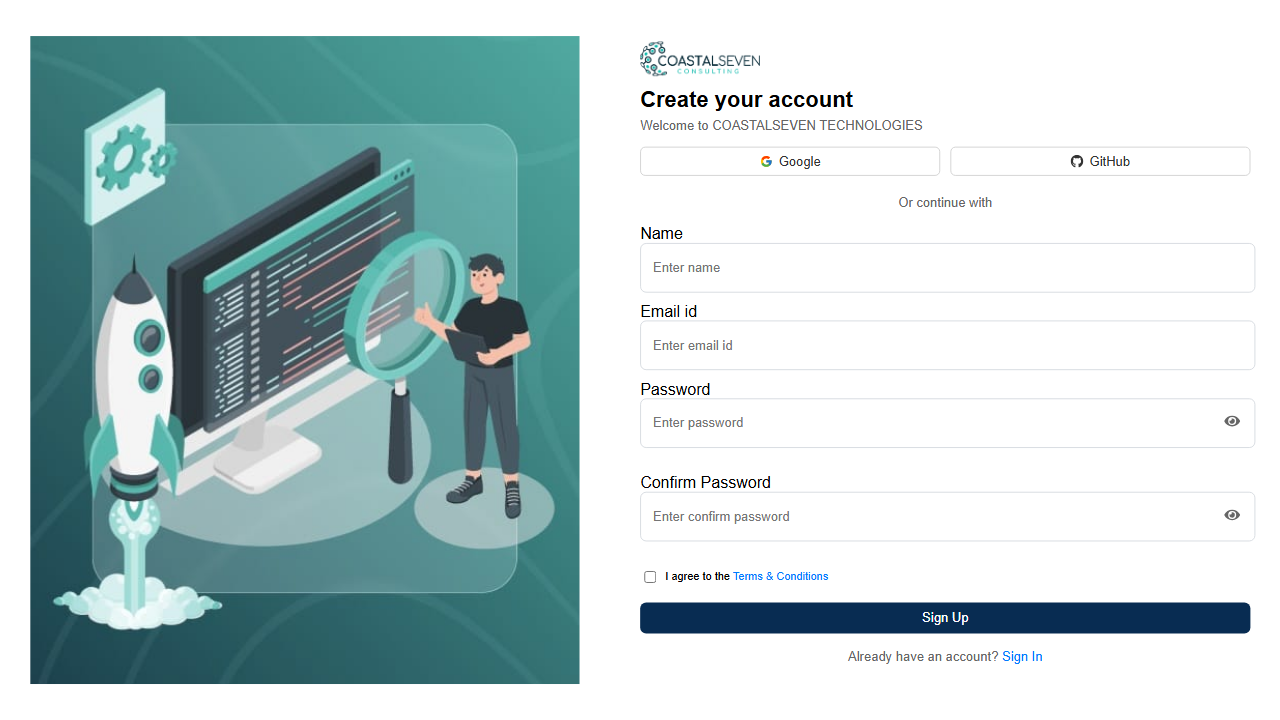 COASTALSEVEN
CONSULTING
Create your account
Welcome to COASTALSEVEN TECHNOLOGIES
Google
GitHub
Or continue with
Name
Enter name
Email id
Enter email id
Password
Enter password
Confirm Password
Enter confirm password
I agree to the Terms & Conditions
Sign Up
Already have an account? Sign In